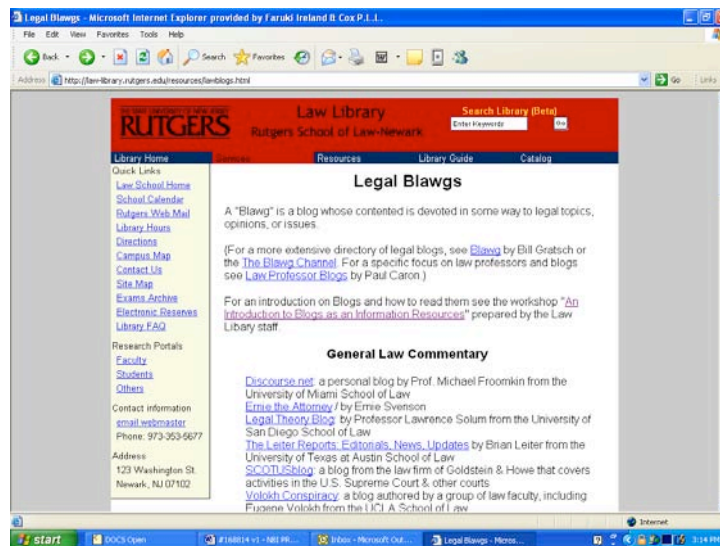 Legal Blawgs - Microsoft Internet Explorer provided by Faruki Ireland & Cox P.L.L.
File Edit View Favorites Tools Help
Back Search Favorites
Address http://law-library.rutgers.edu/resources/lawblogs.html Go Links
THE STATE UNIVERSITY OF NEW JERSEY
RUTGERS
Law Library
Rutgers School of Law-Newark
Search Library (Beta)
Enter Keywords Go
Library Home Services Resources Library Guide Catalog
Quick Links
Law School Home
School Calendar
Rutgers Web Mail
Library Hours
Directions
Campus Map
Contact Us
Site Map
Exams Archive
Electronic Reserves
Library FAQ
Research Portals
Faculty
Students
Others
Contact information
email webmaster
Phone: 973-353-5677
Address
123 Washington St.
Newark, NJ 07102
Legal Blawgs
A "Blawg" is a blog whose contented is devoted in some way to legal topics,
opinions, or issues.
(For a more extensive directory of legal blogs, see Blawg by Bill Gratsch or
the The Blawg Channel. For a specific focus on law professors and blogs
see Law Professor Blogs by Paul Caron.)
For an introduction on Blogs and how to read them see the workshop "An
Introduction to Blogs as an Information Resources" prepared by the Law
Libary staff.
General Law Commentary
Discourse.net: a personal blog by Prof. Michael Froomkin from the
University of Miami School of Law
Ernie the Attorney / by Ernie Svenson
Legal Theory Blog: by Professor Lawrence Solum from the University of
San Diego School of Law
The Leiter Reports: Editorials, News, Updates by Brian Leiter from the
University of Texas at Austin School of Law
SCOTUSblog: a blog from the law firm of Goldstein & Howe that covers
activities in the U.S. Supreme Court & other courts
Volokh Conspiracy: a blog authored by a group of law faculty, including
Eugene Volokh from the UCLA School of Law
Internet
start DOCS Open #168814 v1 - NBI PR... Inbox - Microsoft Out... Legal Blawgs - Micros... 3:14 PM